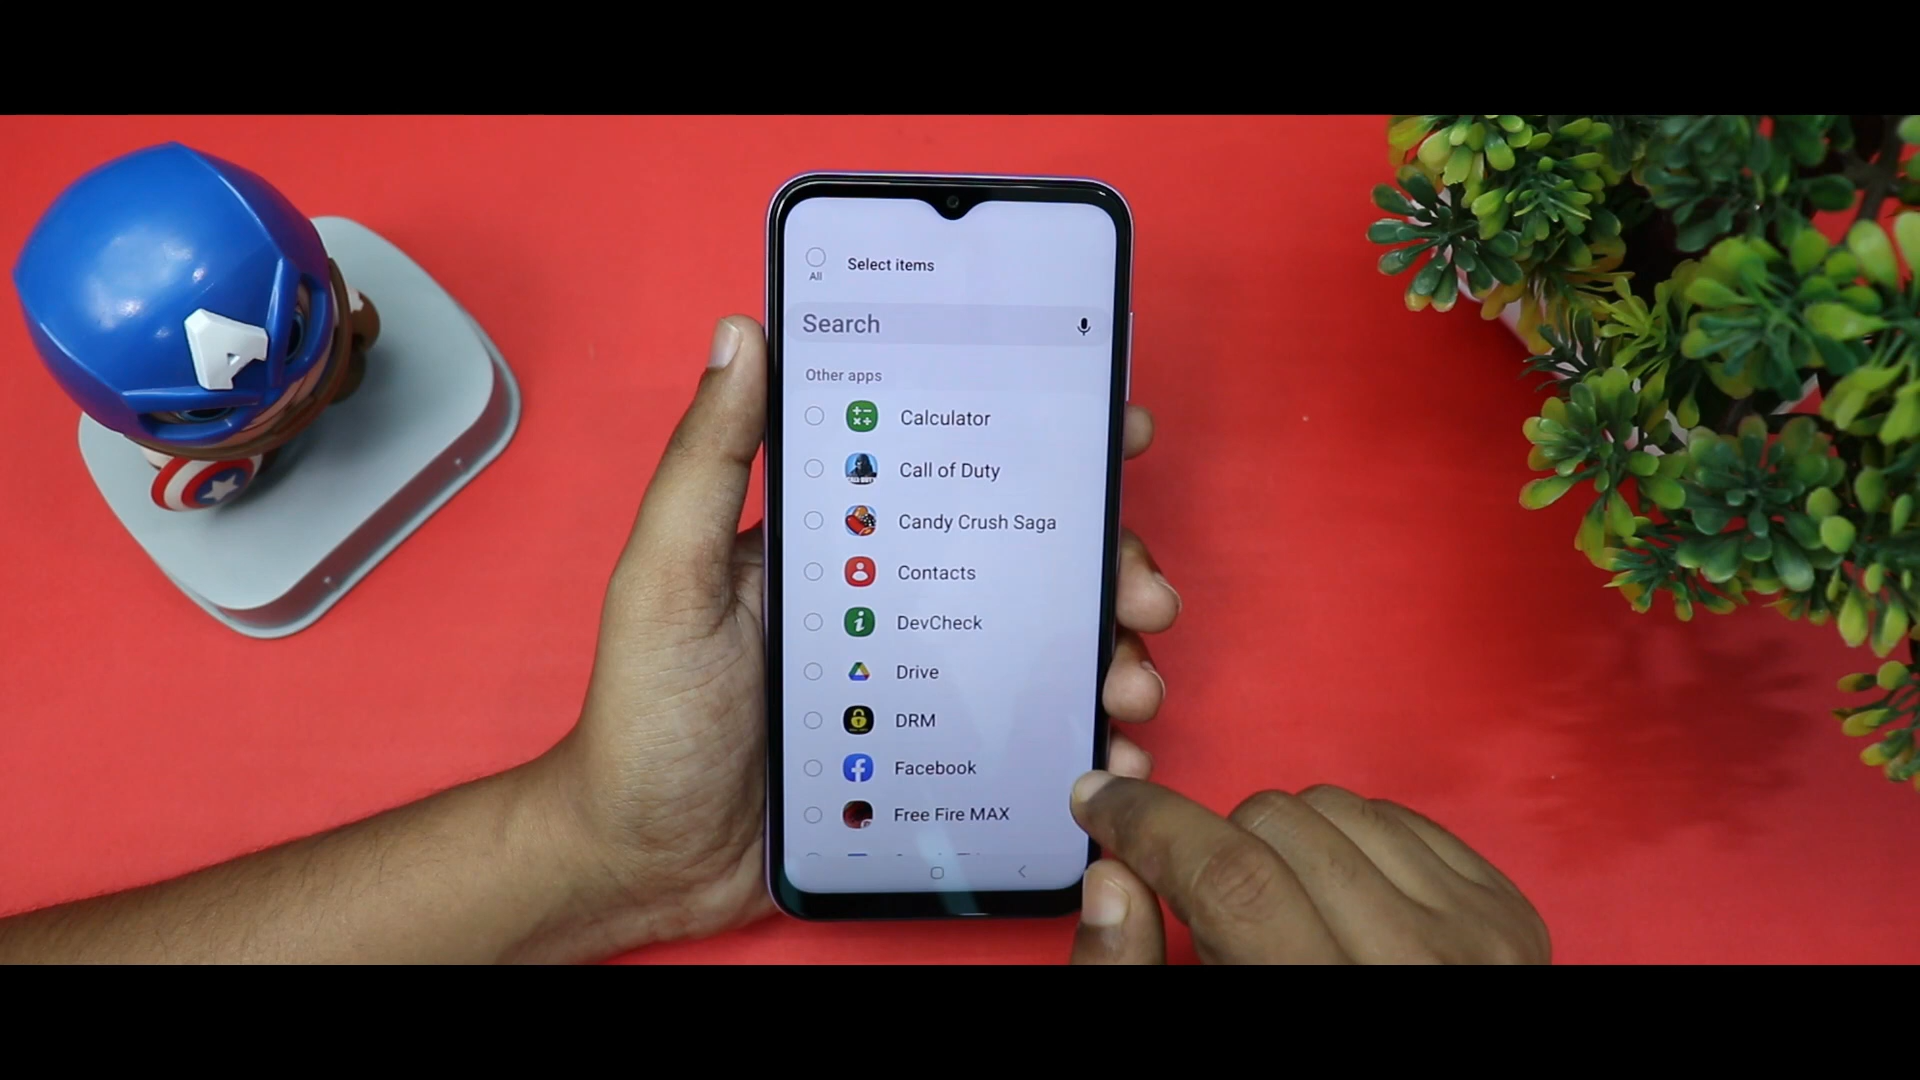 All
Select items
Search
Other apps
Calculator
Call of Duty
Candy Crush Saga
Contacts
DevCheck
Drive
DRM
Facebook
Free Fire MAX
A